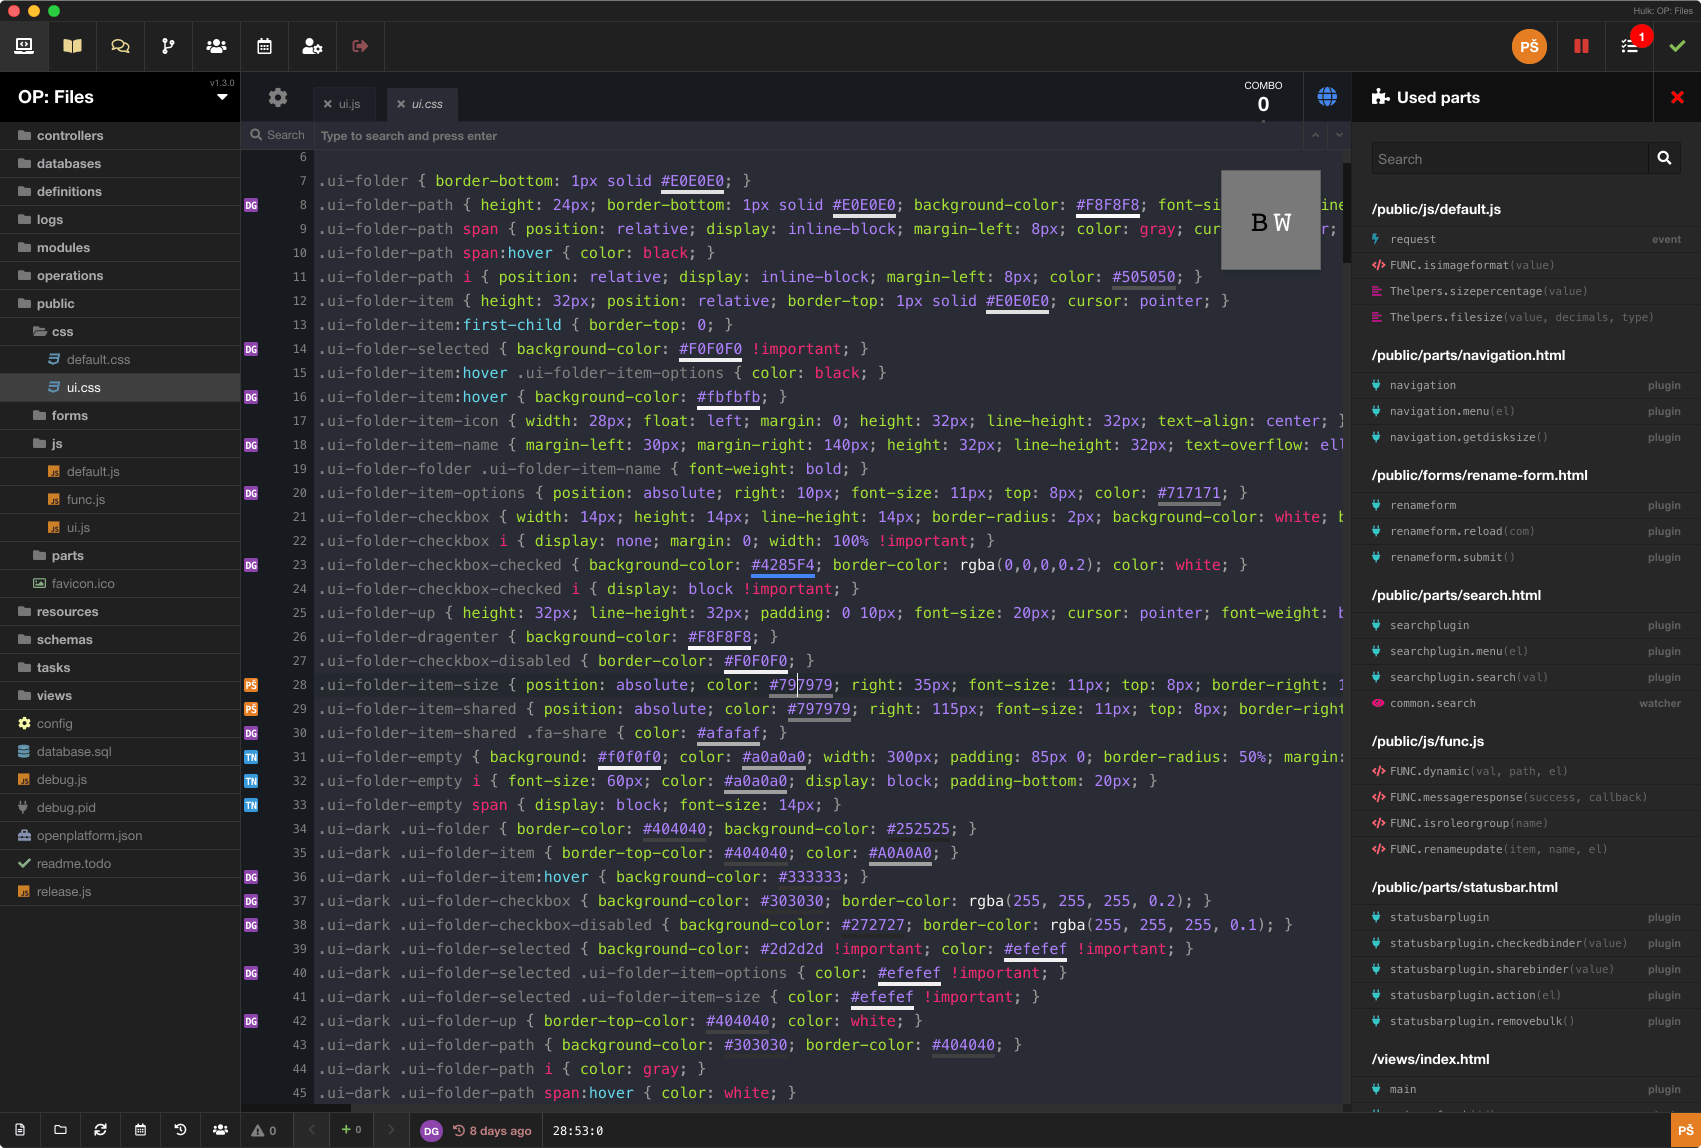 Hulk: OP: Files
PŠ
1
OP: Files
v1.3.0
controllers
databases
definitions
logs
modules
operations
public
css
default.css
ui.css
forms
js
default.js
func.js
ui.js
parts
favicon.ico
resources
schemas
tasks
views
config
database.sql
debug.js
debug.pid
openplatform.json
readme.todo
release.js
ui.js
ui.css
COMBO
0
Search
Type to search and press enter
6
7 .ui-folder { border-bottom: 1px solid #E0E0E0; }
DG 8 .ui-folder-path { height: 24px; border-bottom: 1px solid #E0E0E0; background-color: #F8F8F8; font-si
9 .ui-folder-path span { position: relative; display: inline-block; margin-left: 8px; color: gray; cur
10 .ui-folder-path span:hover { color: black; }
11 .ui-folder-path i { position: relative; display: inline-block; margin-left: 8px; color: #505050; }
12 .ui-folder-item { height: 32px; position: relative; border-top: 1px solid #E0E0E0; cursor: pointer; }
13 .ui-folder-item:first-child { border-top: 0; }
DG 14 .ui-folder-selected { background-color: #F0F0F0 !important; }
15 .ui-folder-item:hover .ui-folder-item-options { color: black; }
DG 16 .ui-folder-item:hover { background-color: #fbfbfb; }
17 .ui-folder-item-icon { width: 28px; float: left; margin: 0; height: 32px; line-height: 32px; text-align: center; }
DG 18 .ui-folder-item-name { margin-left: 30px; margin-right: 140px; height: 32px; line-height: 32px; text-overflow: ell
19 .ui-folder-folder .ui-folder-item-name { font-weight: bold; }
DG 20 .ui-folder-item-options { position: absolute; right: 10px; font-size: 11px; top: 8px; color: #717171; }
21 .ui-folder-checkbox { width: 14px; height: 14px; line-height: 14px; border-radius: 2px; background-color: white; b
22 .ui-folder-checkbox i { display: none; margin: 0; width: 100% !important; }
DG 23 .ui-folder-checkbox-checked { background-color: #4285F4; border-color: rgba(0,0,0,0.2); color: white; }
24 .ui-folder-checkbox-checked i { display: block !important; }
25 .ui-folder-up { height: 32px; line-height: 32px; padding: 0 10px; font-size: 20px; cursor: pointer; font-weight: b
26 .ui-folder-dragenter { background-color: #F8F8F8; }
27 .ui-folder-checkbox-disabled { border-color: #F0F0F0; }
PŠ 28 .ui-folder-item-size { position: absolute; color: #797979; right: 35px; font-size: 11px; top: 8px; border-right: 1
PŠ 29 .ui-folder-item-shared { position: absolute; color: #797979; right: 115px; font-size: 11px; top: 8px; border-right
DG 30 .ui-folder-item-shared .fa-share { color: #afafaf; }
TN 31 .ui-folder-empty { background: #f0f0f0; color: #a0a0a0; width: 300px; padding: 85px 0; border-radius: 50%; margin:
TN 32 .ui-folder-empty i { font-size: 60px; color: #a0a0a0; display: block; padding-bottom: 20px; }
TN 33 .ui-folder-empty span { display: block; font-size: 14px; }
34 .ui-dark .ui-folder { border-color: #404040; background-color: #252525; }
35 .ui-dark .ui-folder-item { border-top-color: #404040; color: #A0A0A0; }
DG 36 .ui-dark .ui-folder-item:hover { background-color: #333333; }
DG 37 .ui-dark .ui-folder-checkbox { background-color: #303030; border-color: rgba(255, 255, 255, 0.2); }
DG 38 .ui-dark .ui-folder-checkbox-disabled { background-color: #272727; border-color: rgba(255, 255, 255, 0.1); }
39 .ui-dark .ui-folder-selected { background-color: #2d2d2d !important; color: #efefef !important; }
DG 40 .ui-dark .ui-folder-selected .ui-folder-item-options { color: #efefef !important; }
41 .ui-dark .ui-folder-selected .ui-folder-item-size { color: #efefef !important; }
DG 42 .ui-dark .ui-folder-up { border-top-color: #404040; color: white; }
43 .ui-dark .ui-folder-path { background-color: #303030; border-color: #404040; }
44 .ui-dark .ui-folder-path i { color: gray; }
45 .ui-dark .ui-folder-path span:hover { color: white; }
BW
Used parts
Search
/public/js/default.js
request event
FUNC.isimageformat(value)
Thelpers.sizepercentage(value)
Thelpers.filesize(value, decimals, type)
/public/parts/navigation.html
navigation plugin
navigation.menu(el) plugin
navigation.getdisksize() plugin
/public/forms/rename-form.html
renameform plugin
renameform.reload(com) plugin
renameform.submit() plugin
/public/parts/search.html
searchplugin plugin
searchplugin.menu(el) plugin
searchplugin.search(val) plugin
common.search watcher
/public/js/func.js
FUNC.dynamic(val, path, el)
FUNC.messageresponse(success, callback)
FUNC.isroleorgroup(name)
FUNC.renameupdate(item, name, el)
/public/parts/statusbar.html
statusbarplugin plugin
statusbarplugin.checkedbinder(value) plugin
statusbarplugin.sharebinder(value) plugin
statusbarplugin.action(el) plugin
statusbarplugin.removebulk() plugin
/views/index.html
main plugin
0
+ 0
DG
8 days ago
28:53:0
PŠ